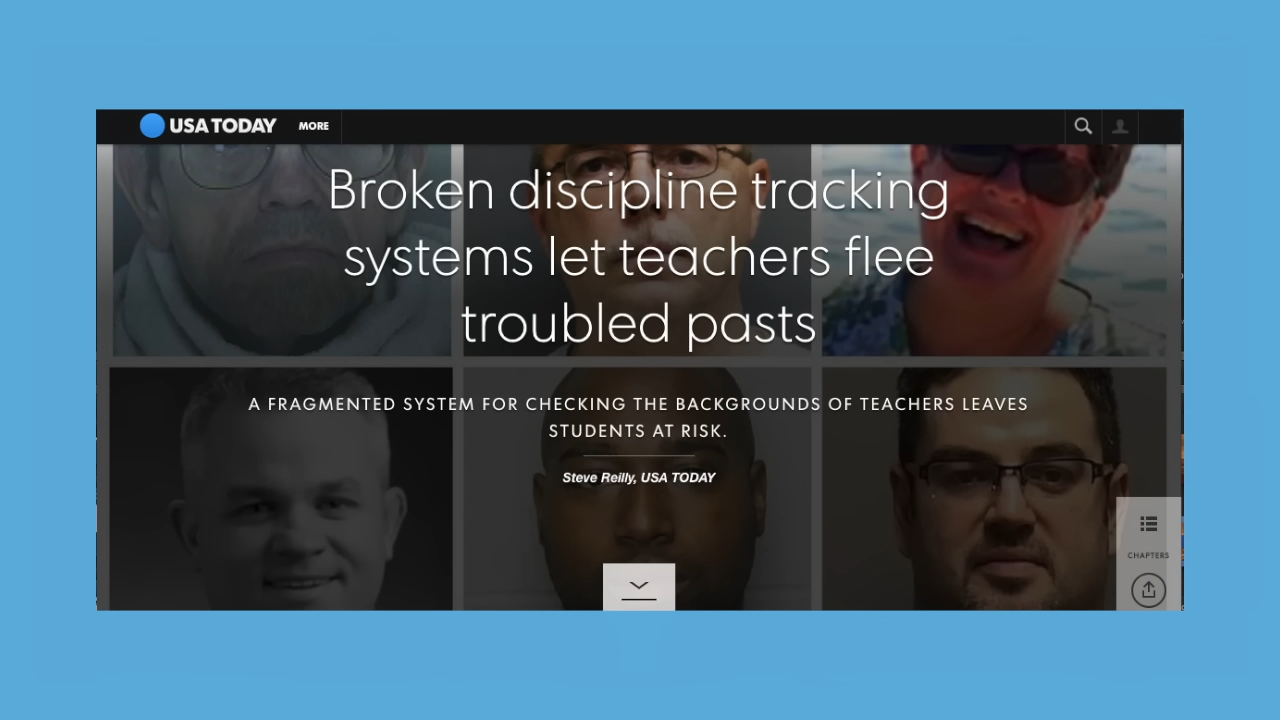 USA TODAY MORE
Broken discipline tracking
systems let teachers flee
troubled pasts
A FRAGMENTED SYSTEM FOR CHECKING THE BACKGROUNDS OF TEACHERS LEAVES
STUDENTS AT RISK.
Steve Reilly, USA TODAY
CHAPTERS